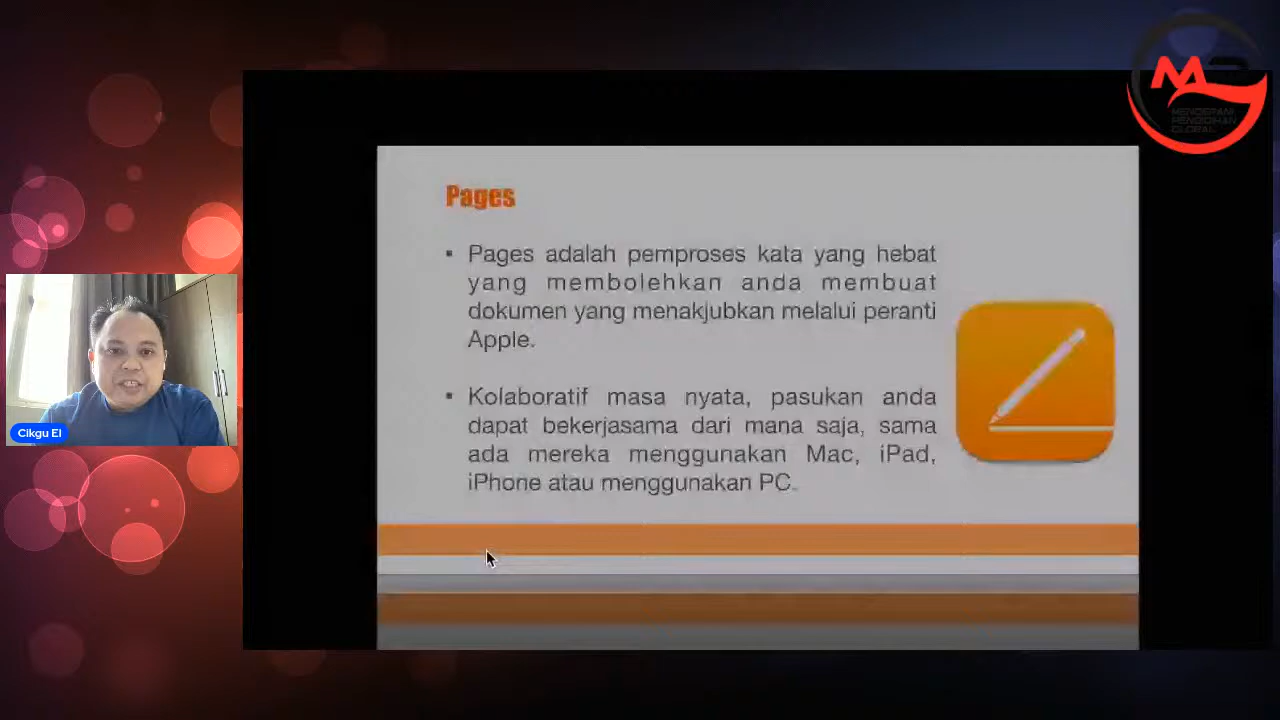 Pages
• Pages adalah pemproses kata yang hebat
yang membolehkan anda membuat
dokumen yang menakjubkan melalui peranti
Apple.
• Kolaboratif masa nyata, pasukan anda
dapat bekerjasama dari mana saja, sama
ada mereka menggunakan Mac, iPad,
iPhone atau menggunakan PC.
Cikgu El